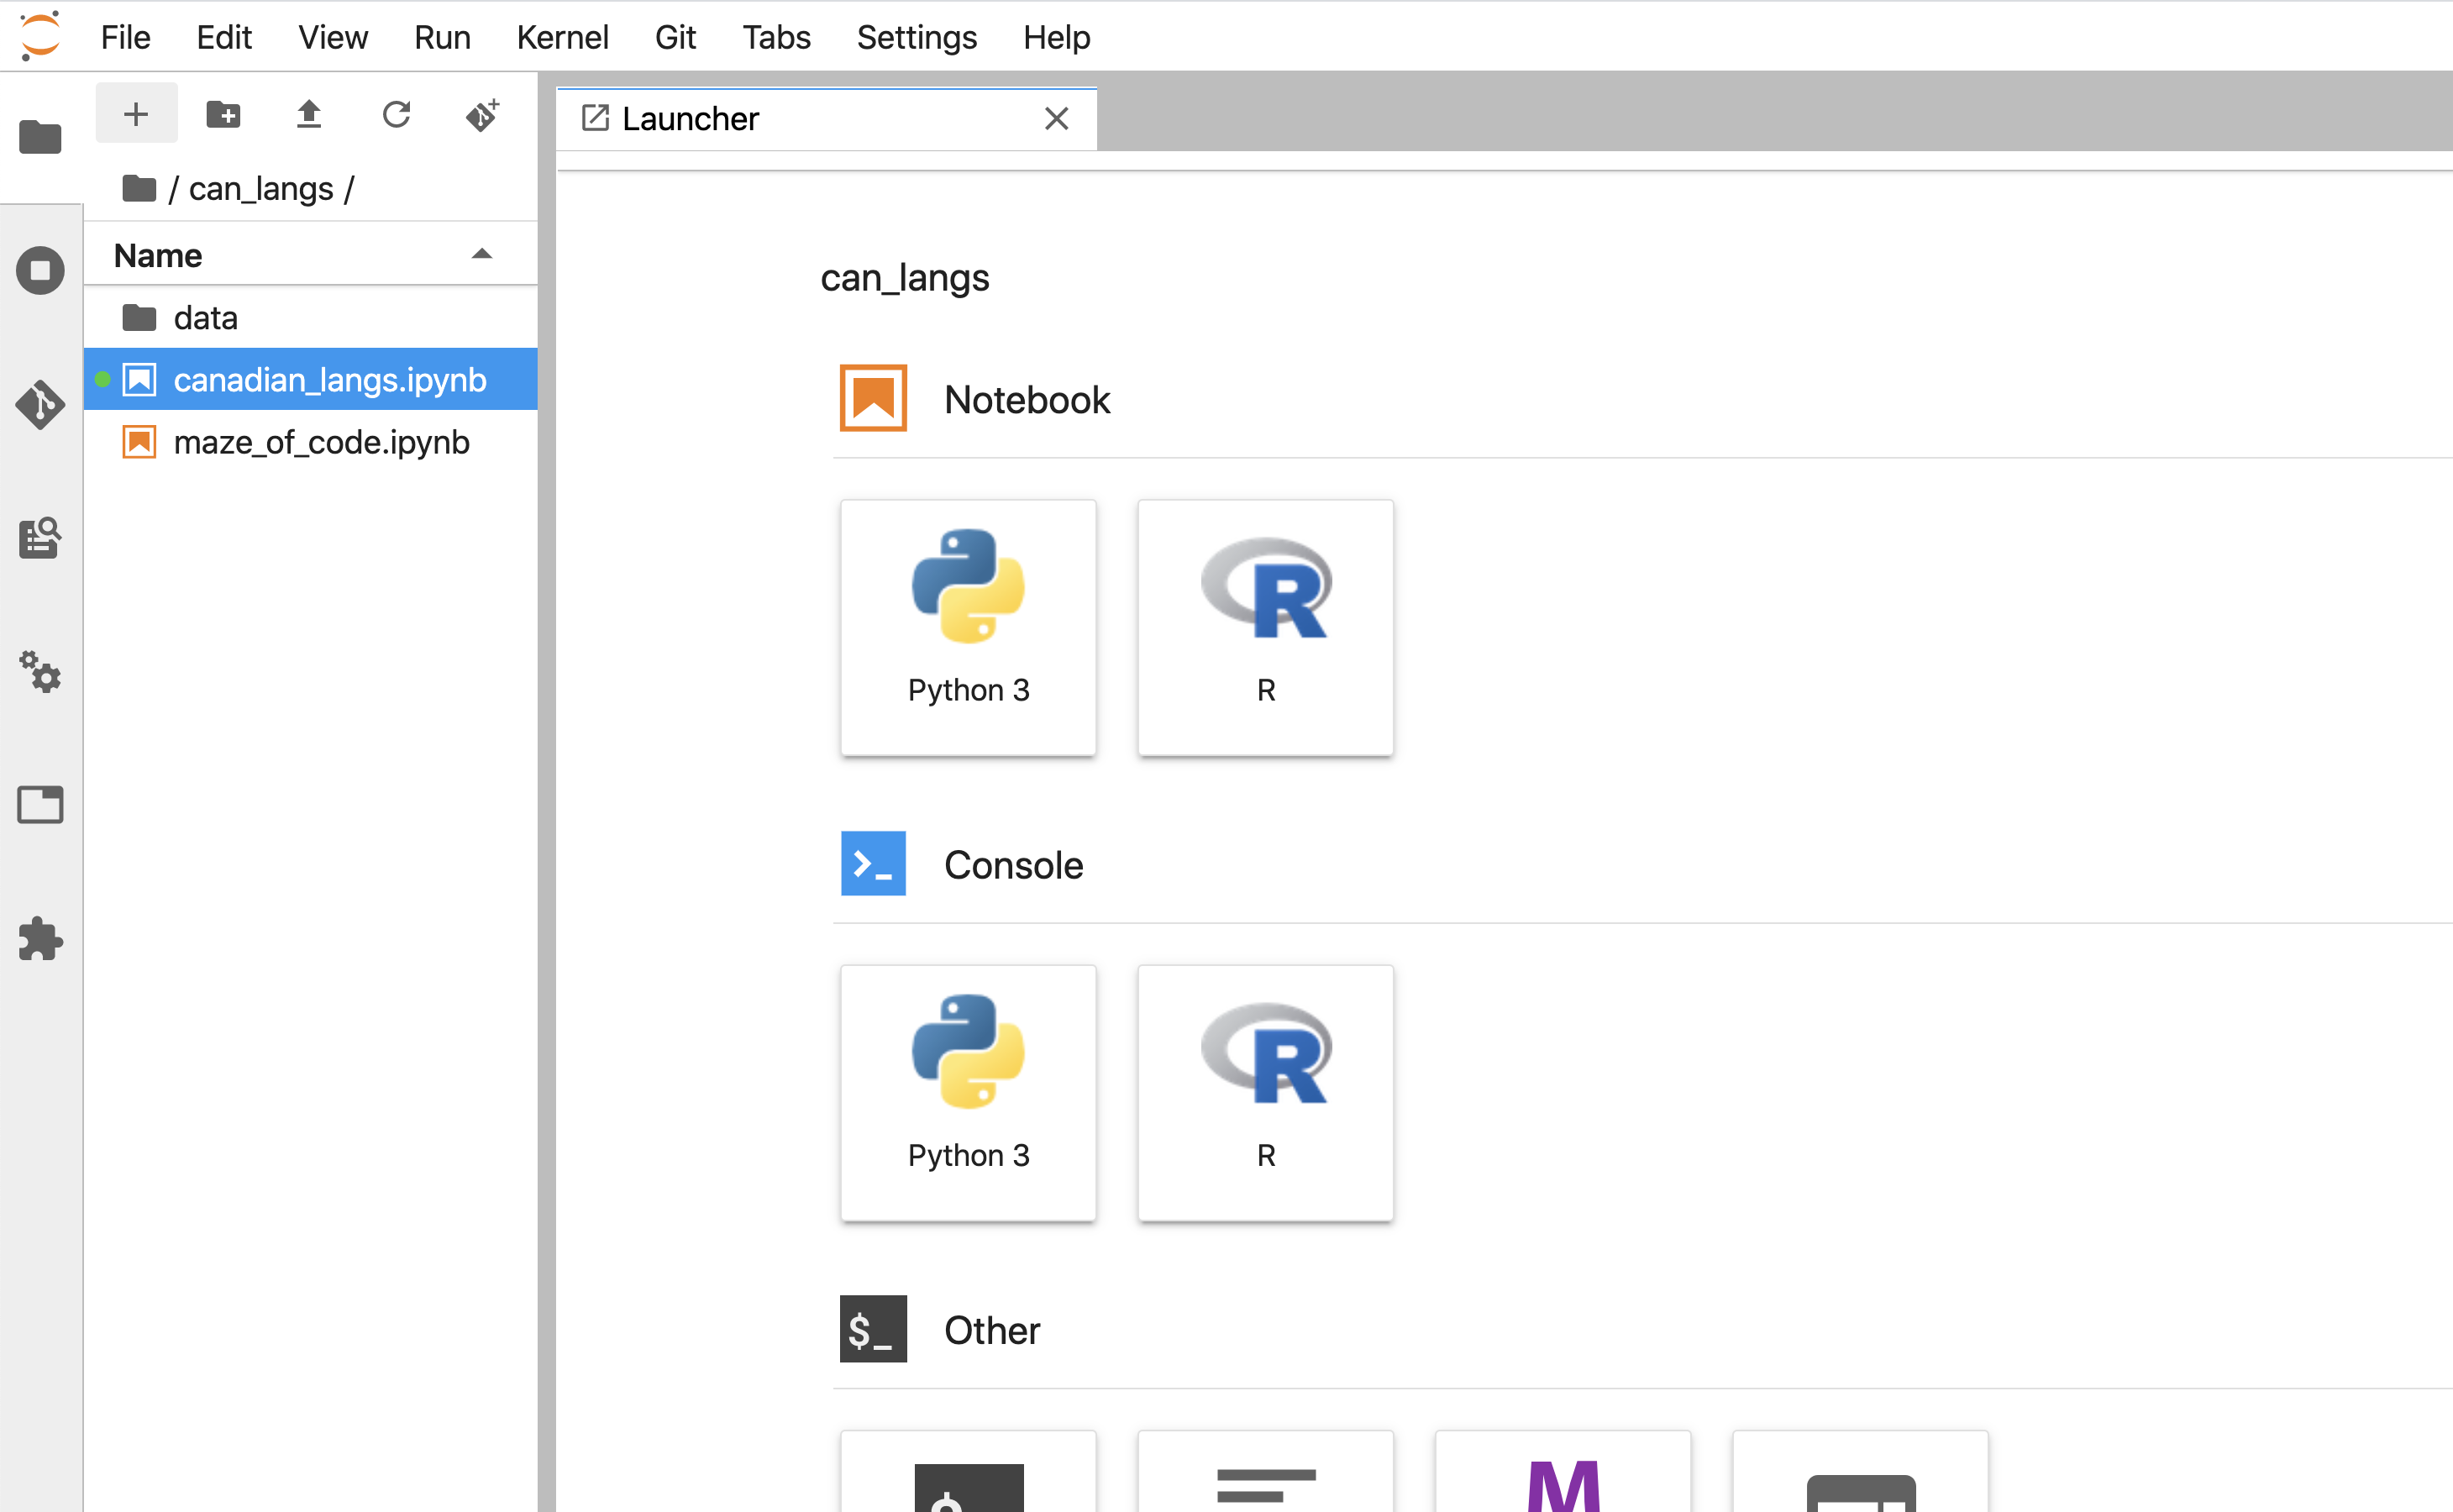 File Edit View Run Kernel Git Tabs Settings Help
Launcher
/ can_langs /
Name
data
canadian_langs.ipynb
maze_of_code.ipynb
can_langs
Notebook
Python 3
R
Console
Python 3
R
$_ Other
$
M